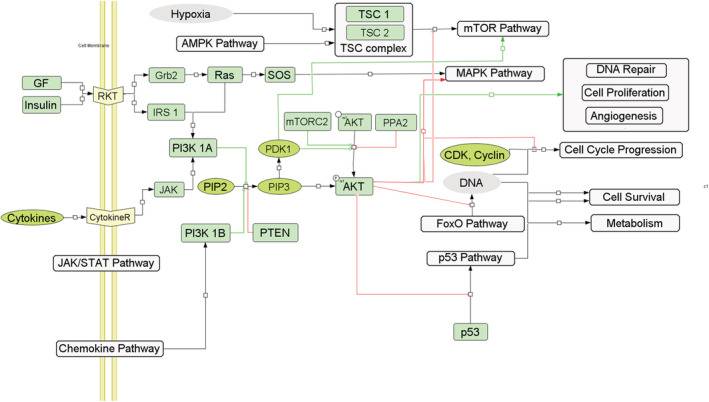 Hypoxia
TSC 1
TSC 2
TSC complex
mTOR Pathway
AMPK Pathway
Cell Membrane
GF
Insulin
RKT
Grb2
Ras
SOS
MAPK Pathway
IRS 1
DNA Repair
Cell Proliferation
Angiogenesis
mTORC2
AKT
PPA2
PI3K 1A
PDK1
CDK, Cyclin
Cell Cycle Progression
JAK
PIP2
PIP3
AKT
DNA
Cell Survival
Cytokines
CytokineR
FoxO Pathway
Metabolism
PI3K 1B
PTEN
JAK/STAT Pathway
p53 Pathway
p53
Chemokine Pathway
c1